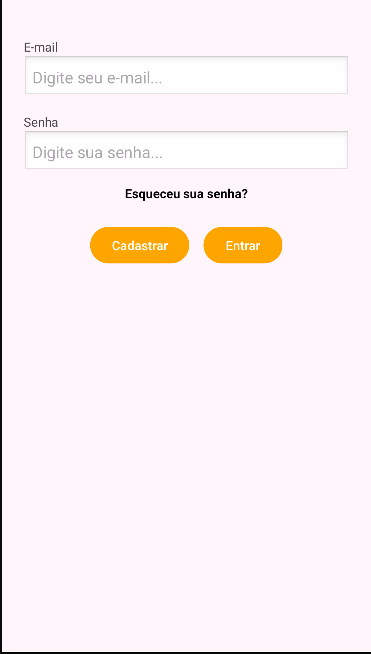 E-mail
Digite seu e-mail...
Senha
Digite sua senha...
Esqueceu sua senha?
Cadastrar Entrar